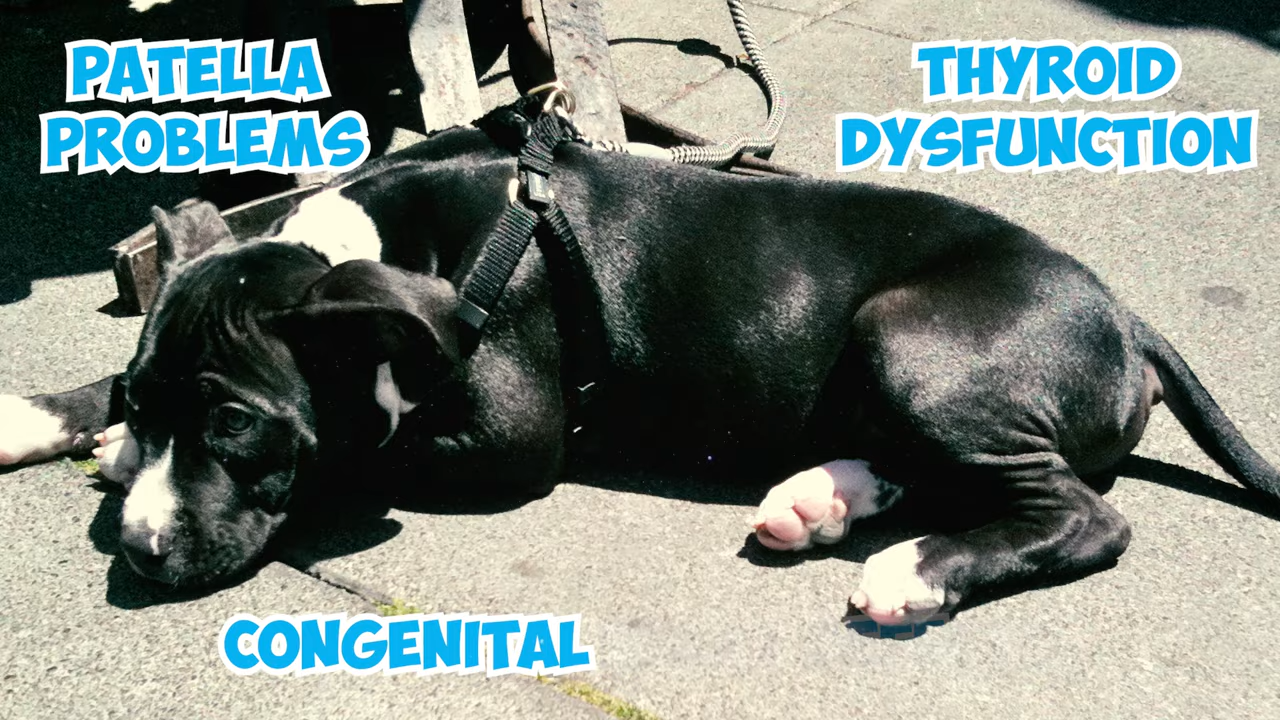 PATELLA
PROBLEMS
THYROID
DYSFUNCTION
CONGENITAL